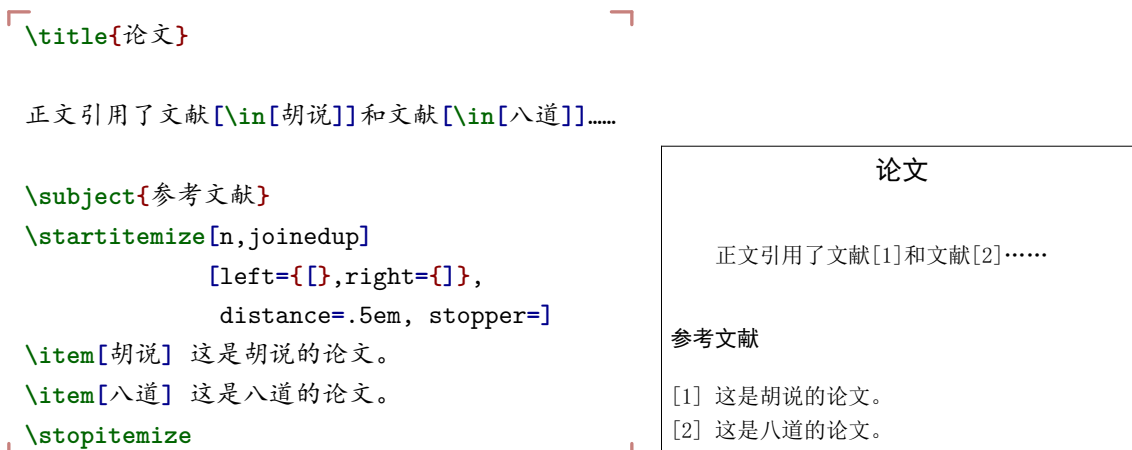 \title{论文}
正文引用了文献[\in[胡说]]和文献[\in[八道]]……
\subject{参考文献}
\startitemize[n,joinedup]
[left={[},right={]},
distance=.5em, stopper=]
\item[胡说] 这是胡说的论文。
\item[八道] 这是八道的论文。
\stopitemize
论文
正文引用了文献[1]和文献[2]……
参考文献
[1] 这是胡说的论文。
[2] 这是八道的论文。